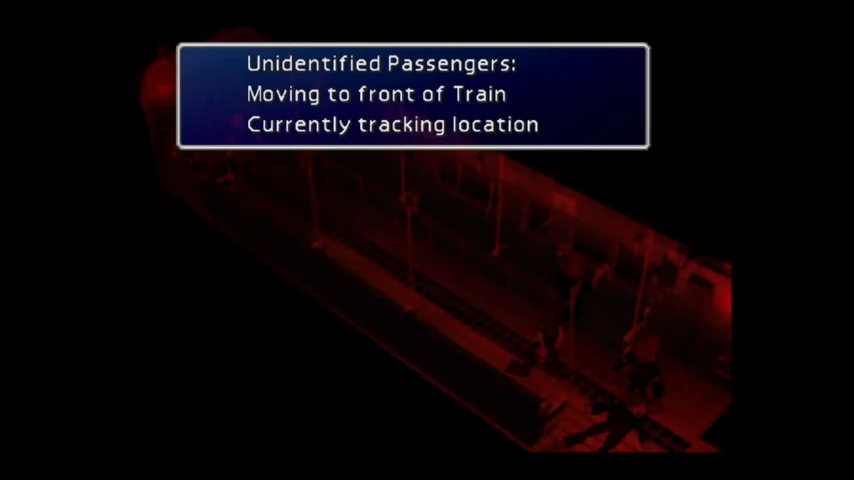 Unidentified Passengers:
Moving to front of Train
Currently tracking location